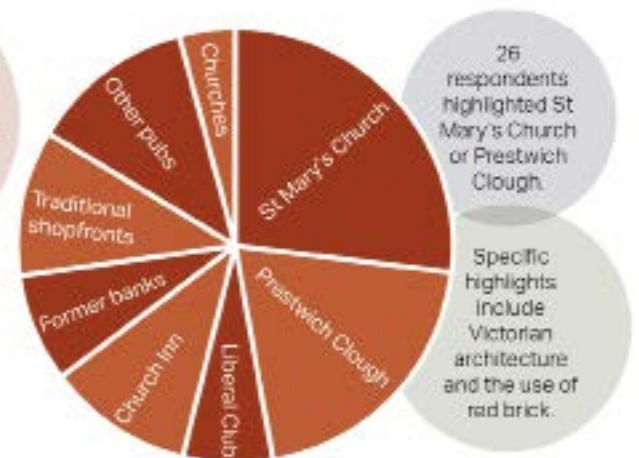 Churches
St Mary's Church
Prestwich Clough
Liberal Club
Church Inn
Former banks
Traditional
shopfronts
Other pubs
26
respondents
highlighted St
Mary's Church
or Prestwich
Clough.
Specific
highlights
include
Victorian
architecture
and the use of
red brick.